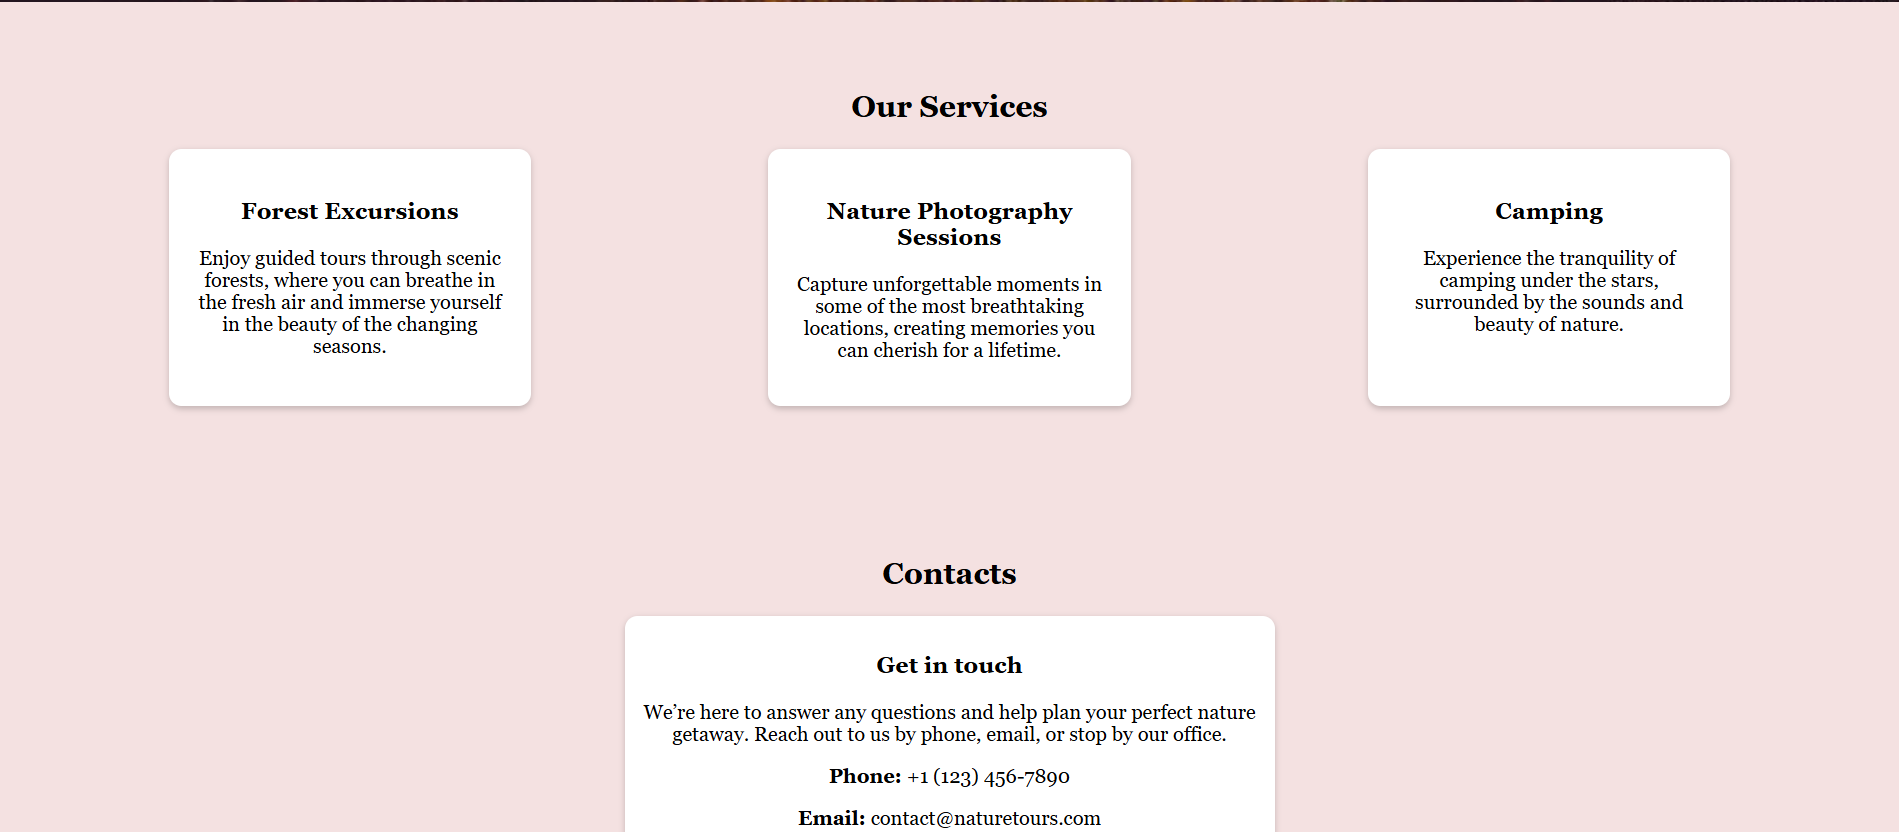 Our Services
Forest Excursions
Enjoy guided tours through scenic
forests, where you can breathe in
the fresh air and immerse yourself
in the beauty of the changing
seasons.
Nature Photography
Sessions
Capture unforgettable moments in
some of the most breathtaking
locations, creating memories you
can cherish for a lifetime.
Camping
Experience the tranquility of
camping under the stars,
surrounded by the sounds and
beauty of nature.
Contacts
Get in touch
We’re here to answer any questions and help plan your perfect nature
getaway. Reach out to us by phone, email, or stop by our office.
Phone: +1 (123) 456-7890
Email: contact@naturetours.com